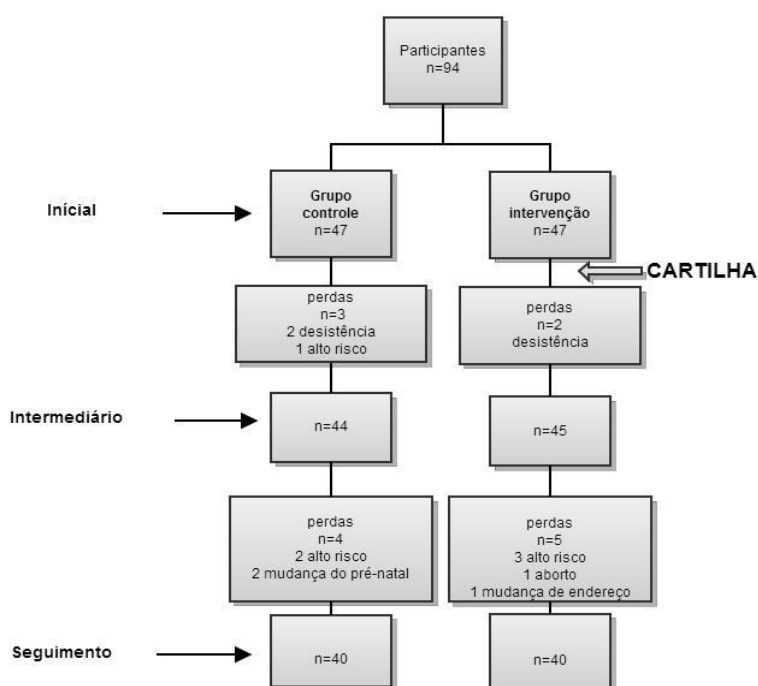 Participantes
n=94
Inícial
Grupo
controle
n=47
Grupo
intervenção
n=47
CARTILHA
perdas
n=3
2 desistência
1 alto risco
perdas
n=2
desistência
Intermediário
n=44
n=45
perdas
n=4
2 alto risco
2 mudança do pré-natal
perdas
n=5
3 alto risco
1 aborto
1 mudança de endereço
Seguimento
n=40
n=40